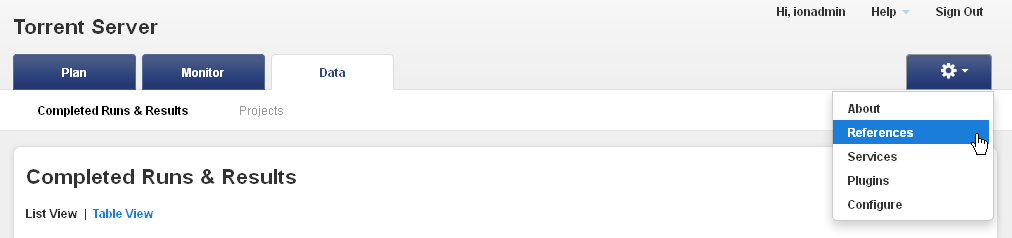 Hi, ionadmin Help Sign Out
Torrent Server
Plan Monitor Data
Completed Runs & Results Projects
About
References
Services
Plugins
Configure
Completed Runs & Results
List View | Table View